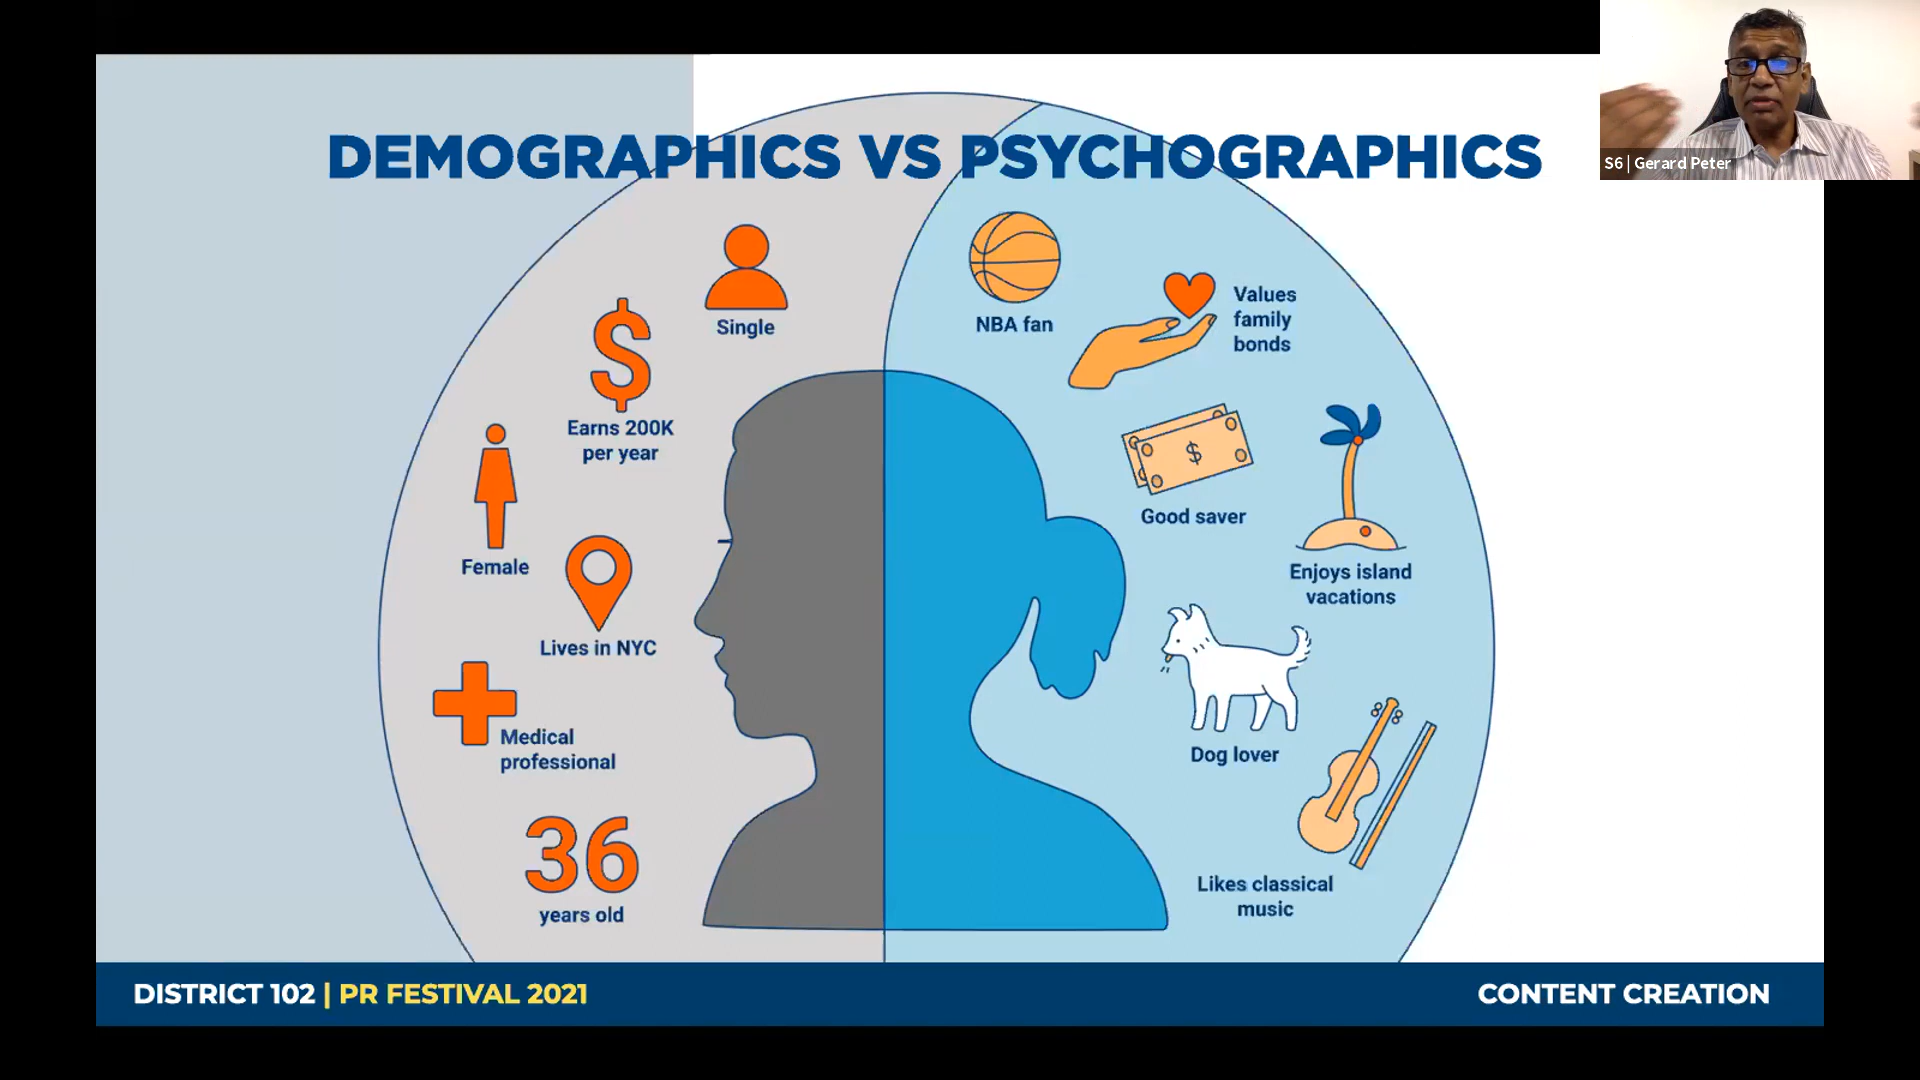 DEMOGRAPHICS VS PSYCHOGRAPHICS
S6 | Gerard Peter
Single
$
Earns 200K
per year
Female
Lives in NYC
Medical
professional
36
years old
NBA fan
Values
family
bonds
$
Good saver
Enjoys island
vacations
Dog lover
Likes classical
music
DISTRICT 102 | PR FESTIVAL 2021
CONTENT CREATION